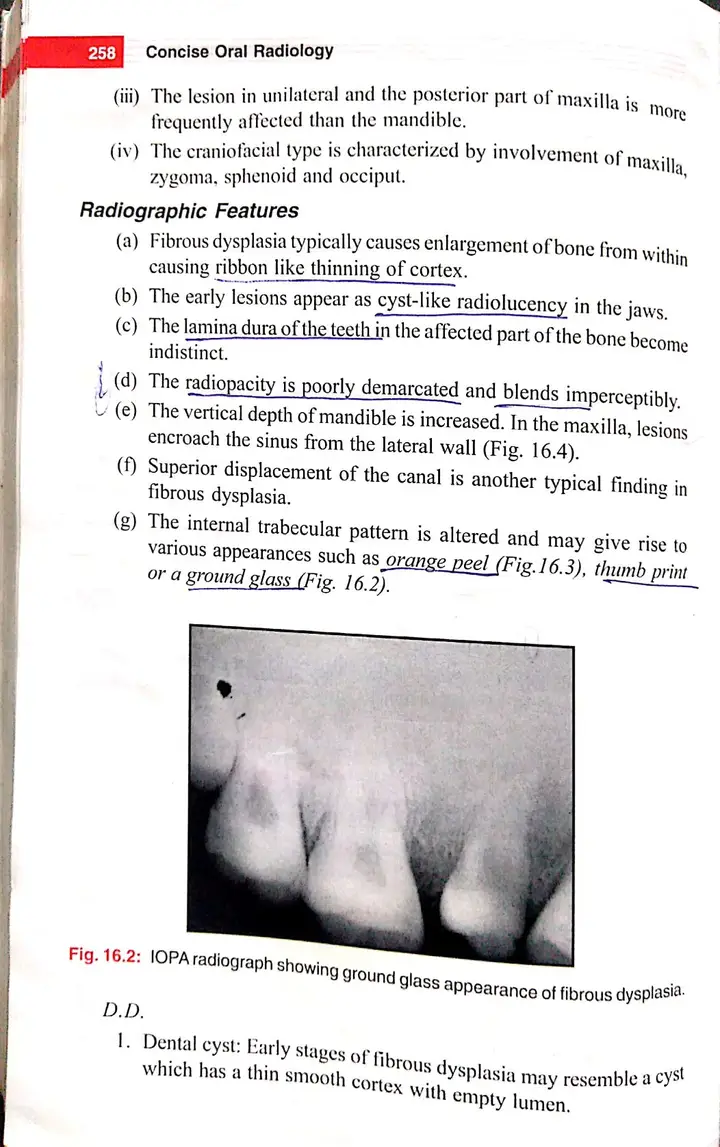 258 Concise Oral Radiology
(iii) The lesion in unilateral and the posterior part of maxilla is more
frequently affected than the mandible.
(iv) The craniofacial type is characterized by involvement of maxilla,
zygoma, sphenoid and occiput.
Radiographic Features
(a) Fibrous dysplasia typically causes enlargement of bone from within
causing ribbon like thinning of cortex.
(b) The early lesions appear as cyst-like radiolucency in the jaws.
(c) The lamina dura of the teeth in the affected part of the bone become
indistinct.
(d) The radiopacity is poorly demarcated and blends imperceptibly.
(e) The vertical depth of mandible is increased. In the maxilla, lesions
encroach the sinus from the lateral wall (Fig. 16.4).
(f) Superior displacement of the canal is another typical finding in
fibrous dysplasia.
(g) The internal trabecular pattern is altered and may give rise to
various appearances such as orange peel (Fig.16.3), thumb print
or a ground glass (Fig. 16.2).
Fig. 16.2: IOPA radiograph showing ground glass appearance of fibrous dysplasia.
D.D.
1. Dental cyst: Early stages of fibrous dysplasia may resemble a cyst
which has a thin smooth cortex with empty lumen.